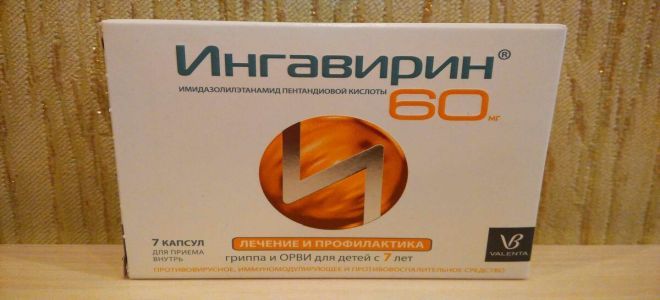 Ингавирин®
ИМИДАЗОЛИЛЭТАНАМИД ПЕНТАНДИОВОЙ КИСЛОТЫ
60 мг
И
7 КАПСУЛ
ДЛЯ ПРИЕМА
ВНУТРЬ
ЛЕЧЕНИЕ И ПРОФИЛАКТИКА
гриппа и ОРВИ для детей с 7 лет
VALENTA
ПРОТИВОВИРУСНОЕ, ИММУНОМОДУЛИРУЮЩЕЕ И ПРОТИВОВОСПАЛИТЕЛЬНОЕ СРЕДСТВО